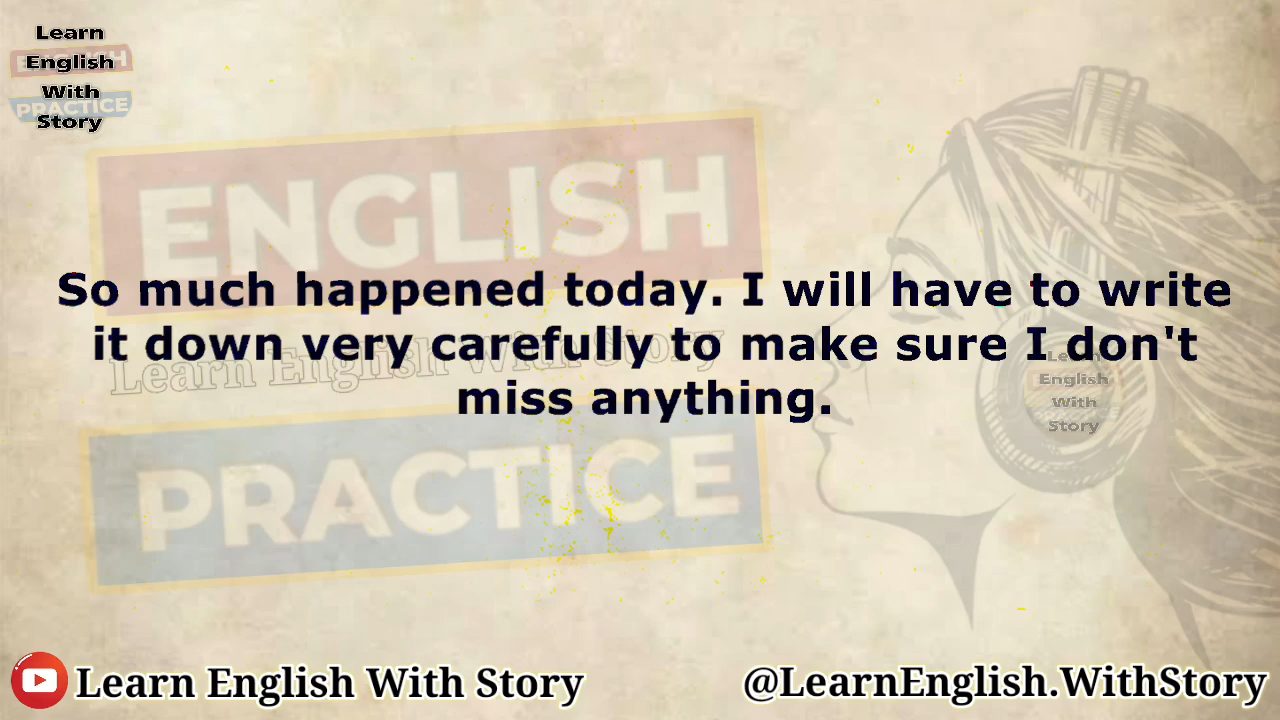 Learn
English
With
Story
ENGLISH
PRACTICE
ENGLISH
So much happened today. I will have to write
it down very carefully to make sure I don't
miss anything.
Learn English With Story
Learn
English
With
Story
PRACTICE
Learn English With Story
@LearnEnglish.WithStory